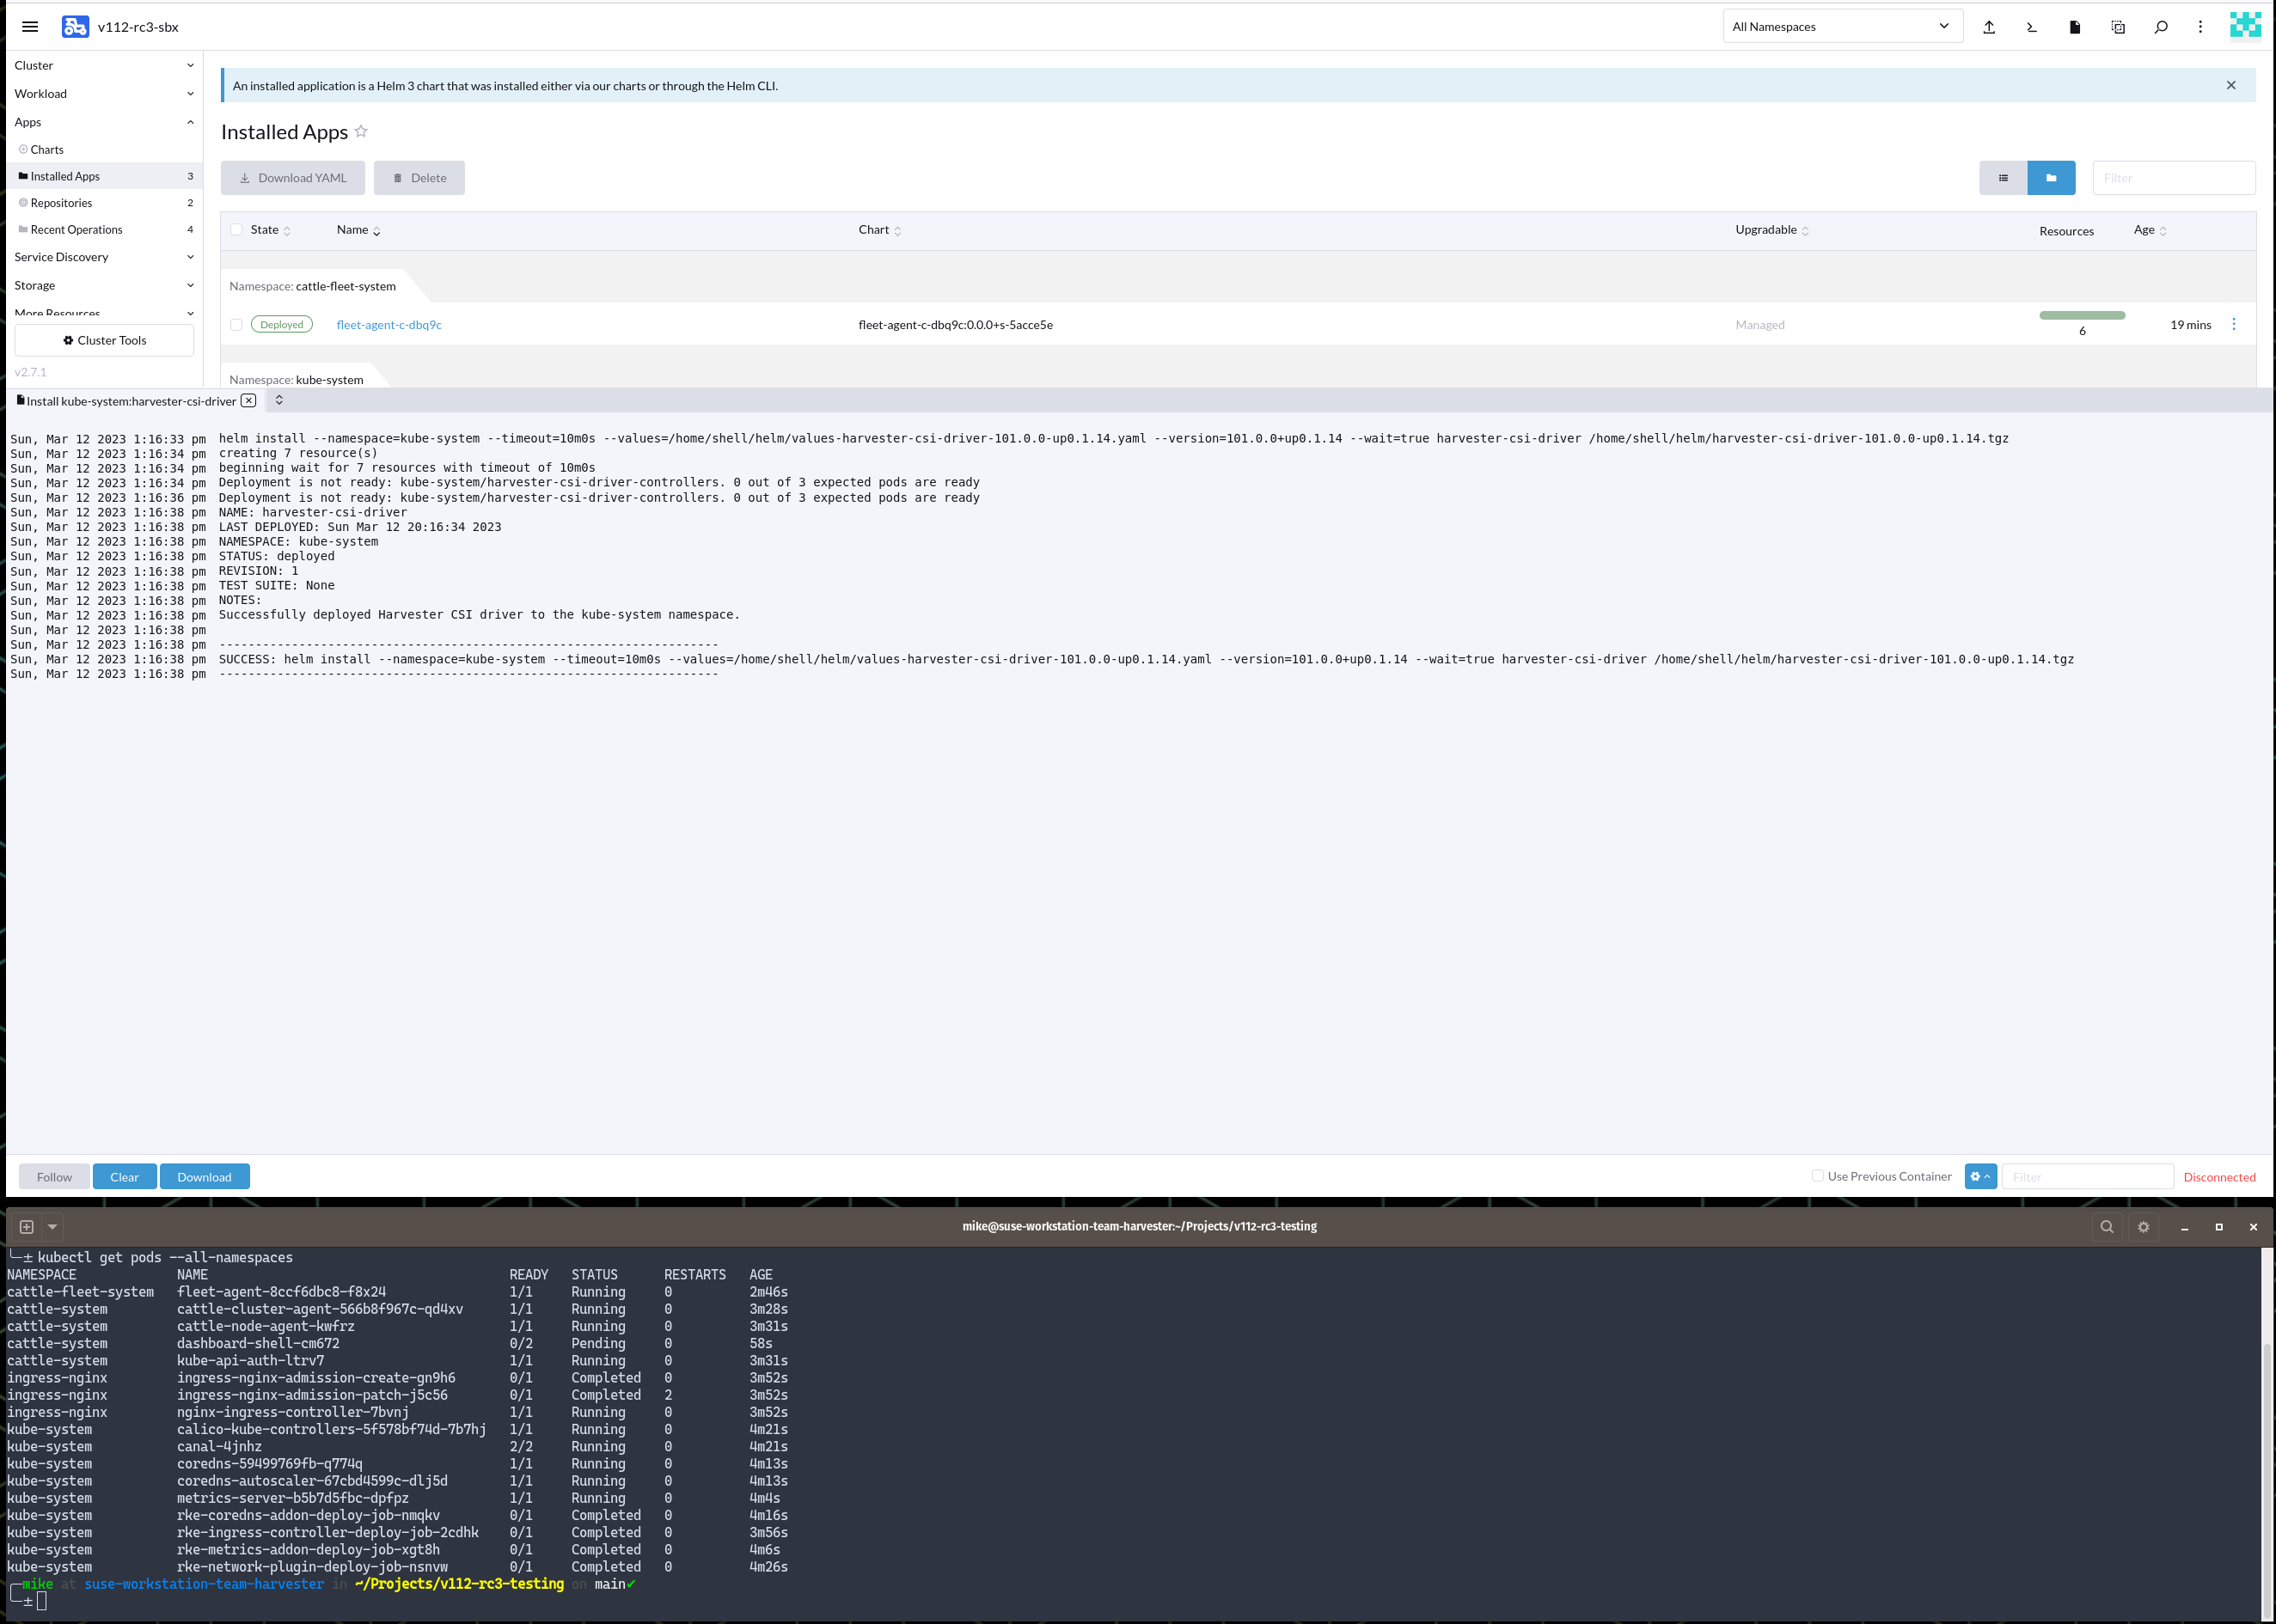 v112-rc3-sbx
All Namespaces
Cluster
Workload
Apps
Charts
Installed Apps 3
Repositories 2
Recent Operations 4
Service Discovery
Storage
More Resources
Cluster Tools
v2.7.1
An installed application is a Helm 3 chart that was installed either via our charts or through the Helm CLI.
Installed Apps
Download YAML Delete
Filter
State Name Chart Upgradable Resources Age
Namespace: cattle-fleet-system
Deployed fleet-agent-c-dbq9c fleet-agent-c-dbq9c:0.0.0+s-5acce5e Managed 6 19 mins
Namespace: kube-system
Install kube-system:harvester-csi-driver
Sun, Mar 12 2023 1:16:33 pm helm install --namespace=kube-system --timeout=10m0s --values=/home/shell/helm/values-harvester-csi-driver-101.0.0-up0.1.14.yaml --version=101.0.0+up0.1.14 --wait=true harvester-csi-driver /home/shell/helm/harvester-csi-driver-101.0.0-up0.1.14.tgz
Sun, Mar 12 2023 1:16:34 pm creating 7 resource(s)
Sun, Mar 12 2023 1:16:34 pm beginning wait for 7 resources with timeout of 10m0s
Sun, Mar 12 2023 1:16:34 pm Deployment is not ready: kube-system/harvester-csi-driver-controllers. 0 out of 3 expected pods are ready
Sun, Mar 12 2023 1:16:36 pm Deployment is not ready: kube-system/harvester-csi-driver-controllers. 0 out of 3 expected pods are ready
Sun, Mar 12 2023 1:16:38 pm NAME: harvester-csi-driver
Sun, Mar 12 2023 1:16:38 pm LAST DEPLOYED: Sun Mar 12 20:16:34 2023
Sun, Mar 12 2023 1:16:38 pm NAMESPACE: kube-system
Sun, Mar 12 2023 1:16:38 pm STATUS: deployed
Sun, Mar 12 2023 1:16:38 pm REVISION: 1
Sun, Mar 12 2023 1:16:38 pm TEST SUITE: None
Sun, Mar 12 2023 1:16:38 pm NOTES:
Sun, Mar 12 2023 1:16:38 pm Successfully deployed Harvester CSI driver to the kube-system namespace.
Sun, Mar 12 2023 1:16:38 pm
Sun, Mar 12 2023 1:16:38 pm ---------------------------------------------------------------------
Sun, Mar 12 2023 1:16:38 pm SUCCESS: helm install --namespace=kube-system --timeout=10m0s --values=/home/shell/helm/values-harvester-csi-driver-101.0.0-up0.1.14.yaml --version=101.0.0+up0.1.14 --wait=true harvester-csi-driver /home/shell/helm/harvester-csi-driver-101.0.0-up0.1.14.tgz
Sun, Mar 12 2023 1:16:38 pm ---------------------------------------------------------------------
Follow Clear Download Use Previous Container Filter Disconnected
mike@suse-workstation-team-harvester:~/Projects/v112-rc3-testing
╰─± kubectl get pods --all-namespaces
NAMESPACE NAME READY STATUS RESTARTS AGE
cattle-fleet-system fleet-agent-8ccf6dbc8-f8x24 1/1 Running 0 2m46s
cattle-system cattle-cluster-agent-566b8f967c-qd4xv 1/1 Running 0 3m28s
cattle-system cattle-node-agent-kwfrz 1/1 Running 0 3m31s
cattle-system dashboard-shell-cm672 0/2 Pending 0 58s
cattle-system kube-api-auth-ltrv7 1/1 Running 0 3m31s
ingress-nginx ingress-nginx-admission-create-gn9h6 0/1 Completed 0 3m52s
ingress-nginx ingress-nginx-admission-patch-j5c56 0/1 Completed 2 3m52s
ingress-nginx nginx-ingress-controller-7bvnj 1/1 Running 0 3m52s
kube-system calico-kube-controllers-5f578bf74d-7b7hj 1/1 Running 0 4m21s
kube-system canal-4jnhz 2/2 Running 0 4m21s
kube-system coredns-59499769fb-q774q 1/1 Running 0 4m13s
kube-system coredns-autoscaler-67cbd4599c-dlj5d 1/1 Running 0 4m13s
kube-system metrics-server-b5b7d5fbc-dpfpz 1/1 Running 0 4m4s
kube-system rke-coredns-addon-deploy-job-nmqkv 0/1 Completed 0 4m16s
kube-system rke-ingress-controller-deploy-job-2cdhk 0/1 Completed 0 3m56s
kube-system rke-metrics-addon-deploy-job-xgt8h 0/1 Completed 0 4m6s
kube-system rke-network-plugin-deploy-job-nsnvw 0/1 Completed 0 4m26s
╭─mike at suse-workstation-team-harvester in ~/Projects/v112-rc3-testing on main✔
╰─±